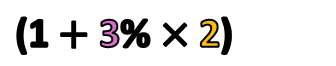 (1 + 3% × 2)